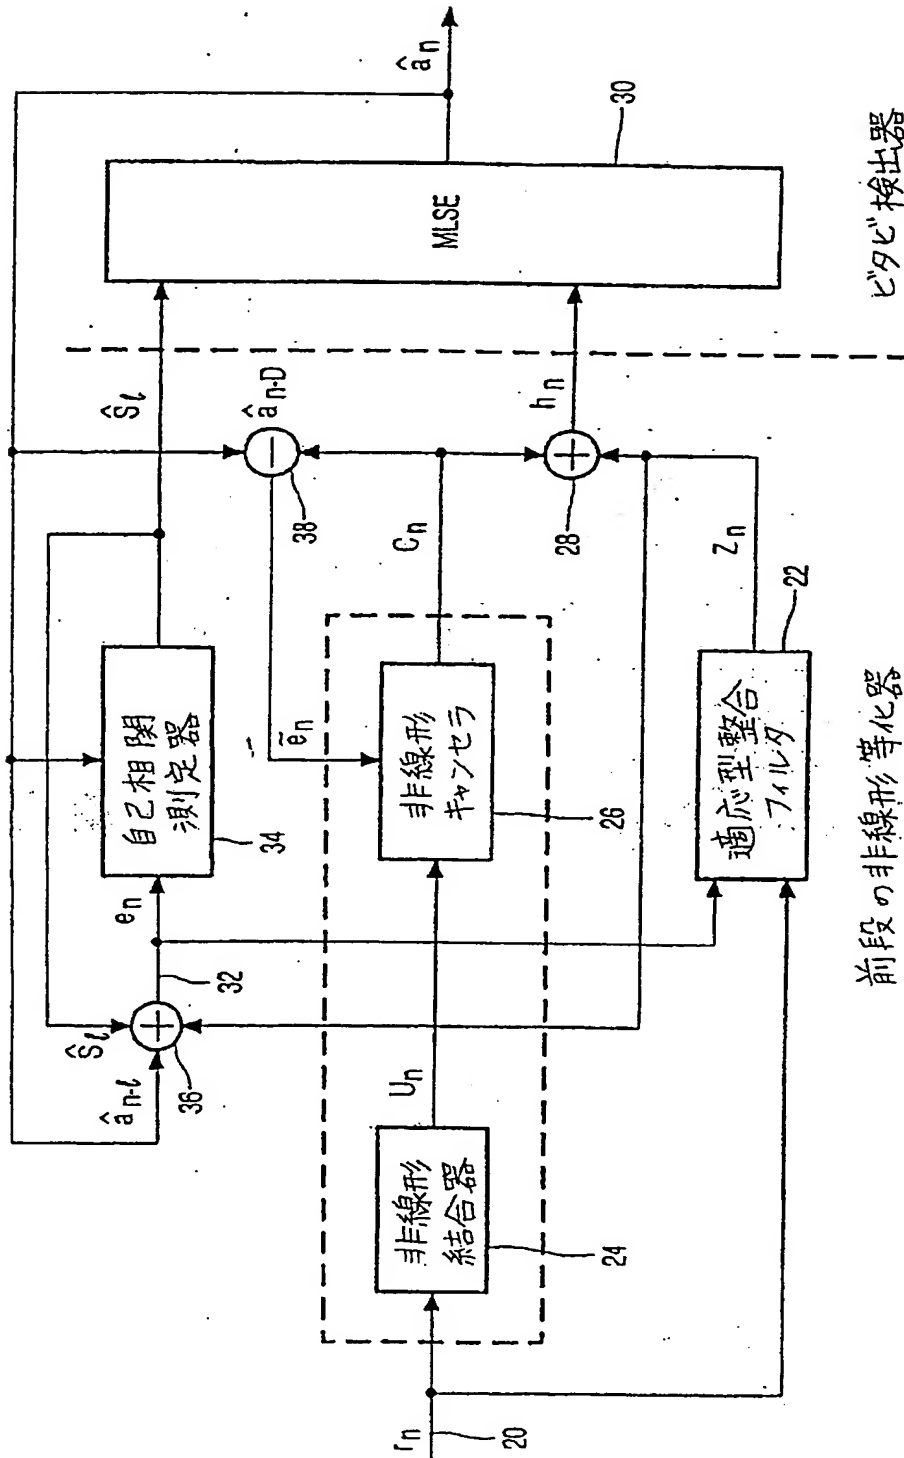 â_n
30
MLSE
ビタビ検出器
Ŝ_ℓ
â_{n-D}
38
C_n
h_n
28
Z_n
22
自己相関
測定器
34
e_n
32
ẽ_n
非線形
キャンセラ
26
適応型整合
フィルタ
Ŝ_ℓ
â_{n-ℓ}
36
U_n
非線形
結合器
24
r_n
20
前段の非線形等化器